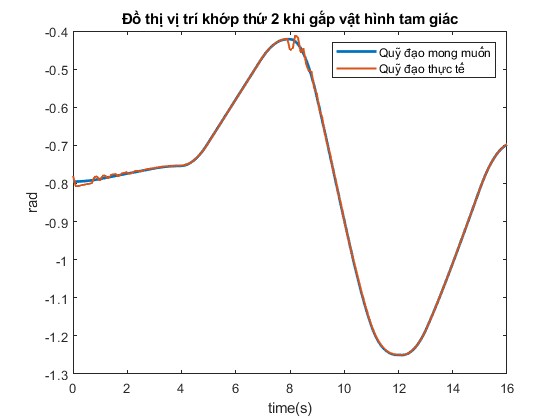 Đồ thị vị trí khớp thứ 2 khi gắp vật hình tam giác
-0.4
-0.5
-0.6
-0.7
-0.8
-0.9
-1
-1.1
-1.2
-1.3
rad
Quỹ đạo mong muốn
Quỹ đạo thực tế
0 2 4 6 8 10 12 14 16
time(s)